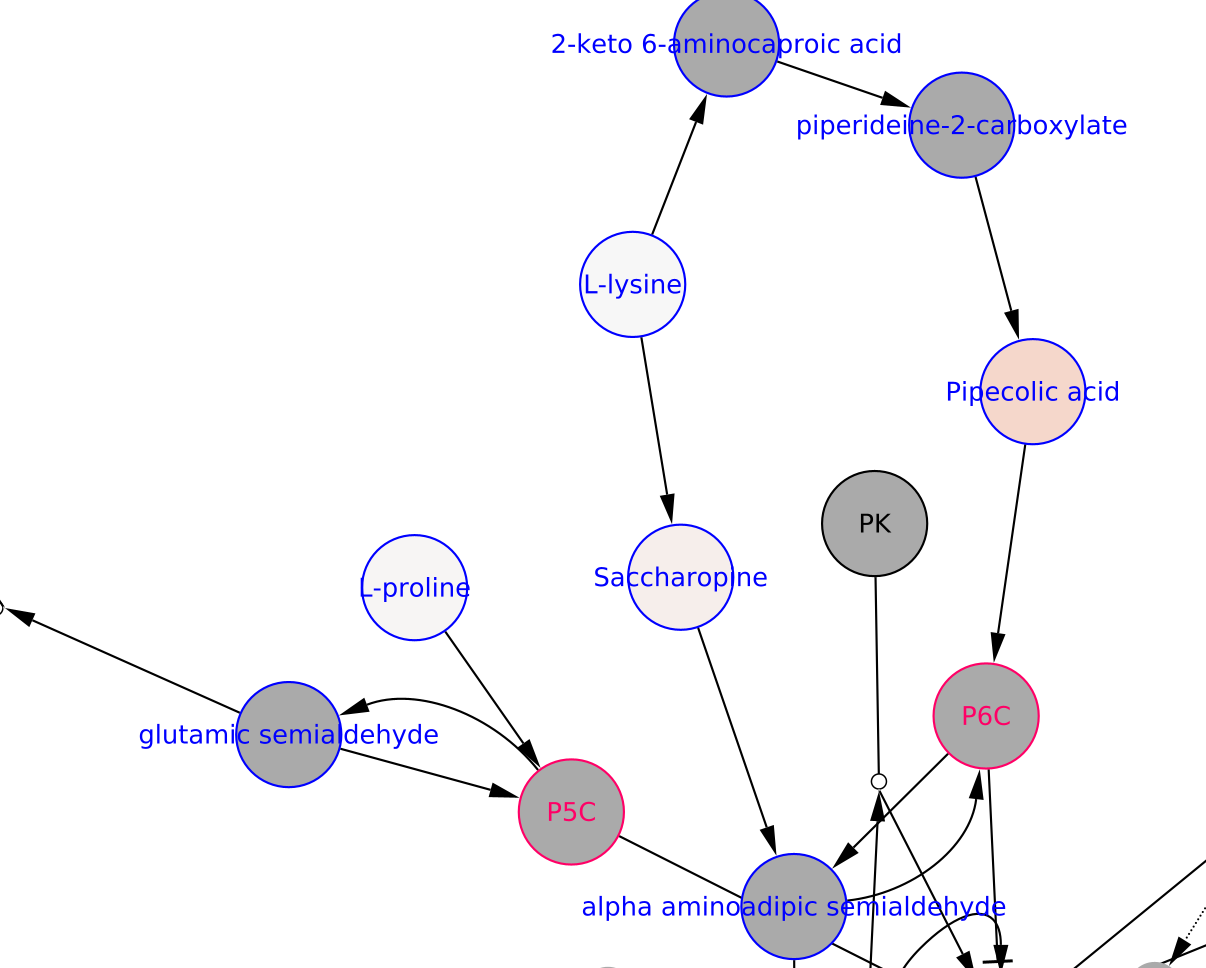 2-keto 6-aminocaproic acid
piperideine-2-carboxylate
L-lysine
Pipecolic acid
PK
Saccharopine
L-proline
P6C
glutamic semialdehyde
P5C
alpha aminoadipic semialdehyde